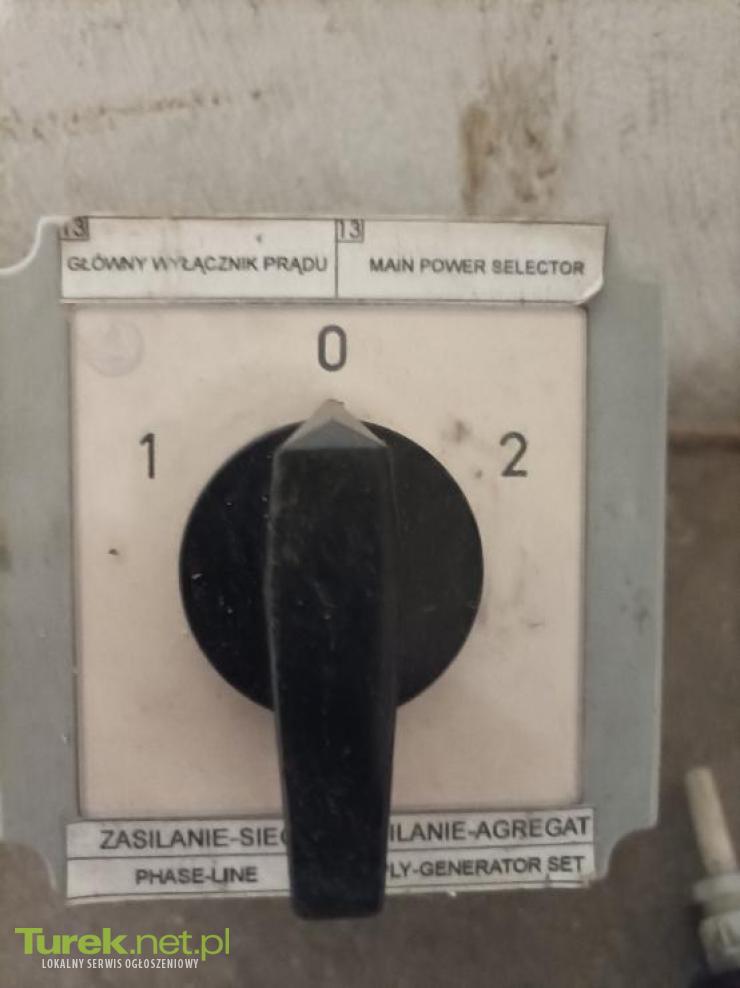 13
GŁÓWNY WYŁĄCZNIK PRĄDU
13
MAIN POWER SELECTOR
0
1 2
ZASILANIE-SIE ILANIE-AGREGAT
PHASE-LINE PLY-GENERATOR SET
Turek.net.pl
LOKALNY SERWIS OGŁOSZENIOWY